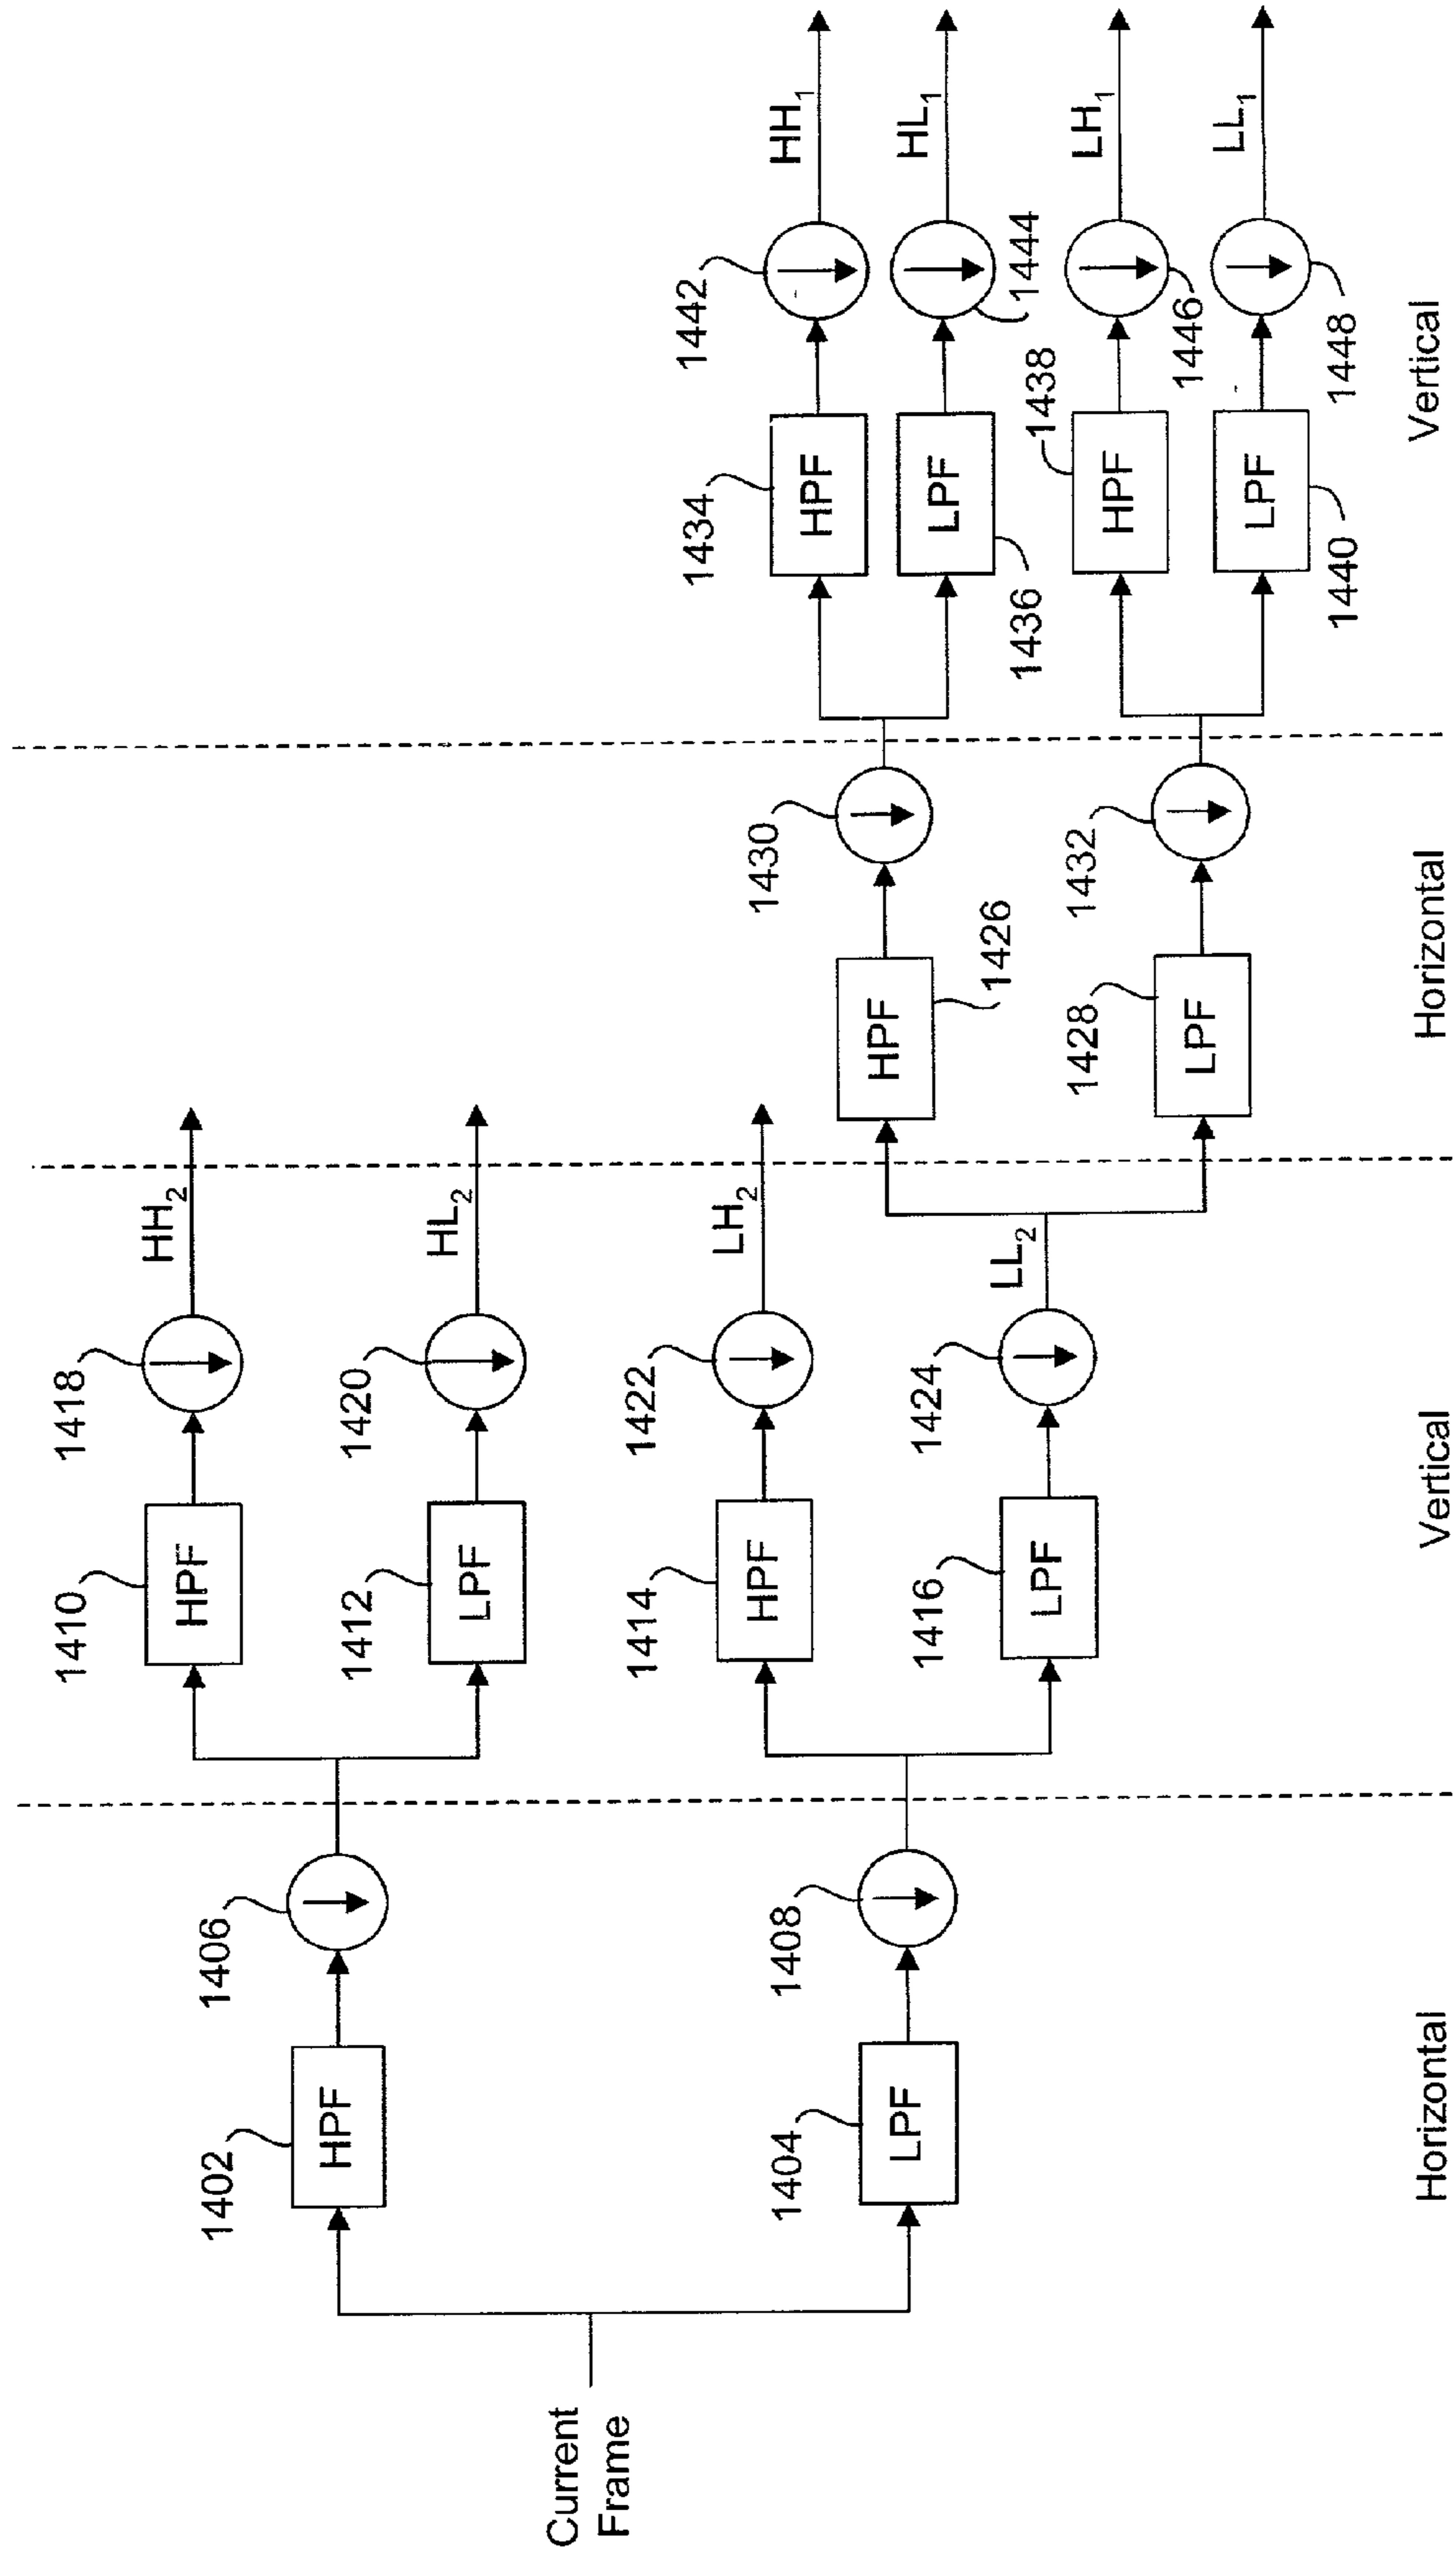 Current
Frame
1402
HPF
1404
LPF
1406
1408
Horizontal
1410
HPF
1412
LPF
1414
HPF
1416
LPF
1418
1420
1422
1424
HH2
HL2
LH2
LL2
Vertical
HPF
1426
1428
LPF
1430
1432
Horizontal
1434
HPF
LPF
1436
1438
HPF
LPF
1440
1442
1444
1446
1448
HH1
HL1
LH1
LL1
Vertical